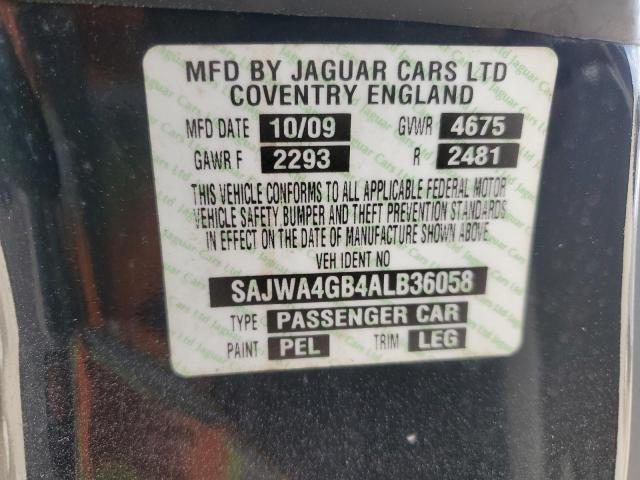 MFD BY JAGUAR CARS LTD
COVENTRY ENGLAND
MFD DATE 10/09 GVWR 4675
GAWR F 2293 R 2481
THIS VEHICLE CONFORMS TO ALL APPLICABLE FEDERAL MOTOR
VEHICLE SAFETY BUMPER AND THEFT PREVENTION STANDARDS
IN EFFECT ON THE DATE OF MANUFACTURE SHOWN ABOVE
VEH IDENT NO
SAJWA4GB4ALB36058
TYPE PASSENGER CAR
PAINT PEL TRIM LEG